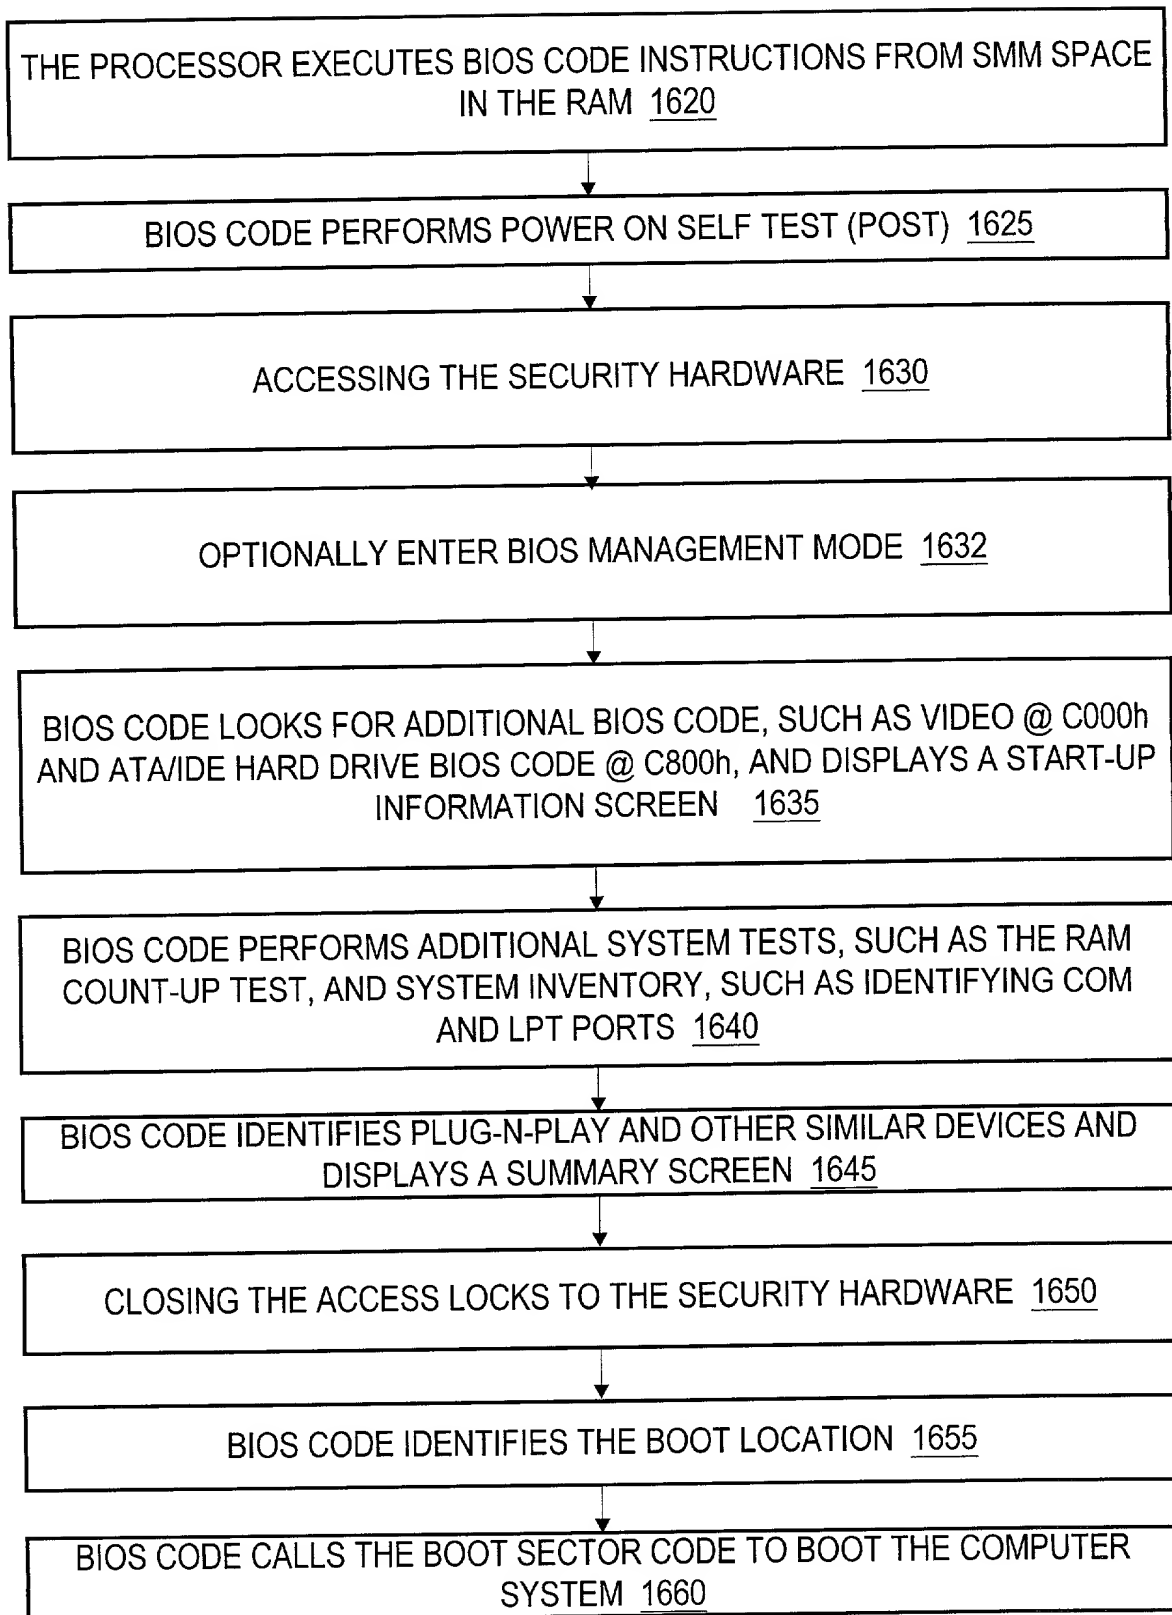 THE PROCESSOR EXECUTES BIOS CODE INSTRUCTIONS FROM SMM SPACE
IN THE RAM 1620
BIOS CODE PERFORMS POWER ON SELF TEST (POST) 1625
ACCESSING THE SECURITY HARDWARE 1630
OPTIONALLY ENTER BIOS MANAGEMENT MODE 1632
BIOS CODE LOOKS FOR ADDITIONAL BIOS CODE, SUCH AS VIDEO @ C000h
AND ATA/IDE HARD DRIVE BIOS CODE @ C800h, AND DISPLAYS A START-UP
INFORMATION SCREEN 1635
BIOS CODE PERFORMS ADDITIONAL SYSTEM TESTS, SUCH AS THE RAM
COUNT-UP TEST, AND SYSTEM INVENTORY, SUCH AS IDENTIFYING COM
AND LPT PORTS 1640
BIOS CODE IDENTIFIES PLUG-N-PLAY AND OTHER SIMILAR DEVICES AND
DISPLAYS A SUMMARY SCREEN 1645
CLOSING THE ACCESS LOCKS TO THE SECURITY HARDWARE 1650
BIOS CODE IDENTIFIES THE BOOT LOCATION 1655
BIOS CODE CALLS THE BOOT SECTOR CODE TO BOOT THE COMPUTER
SYSTEM 1660